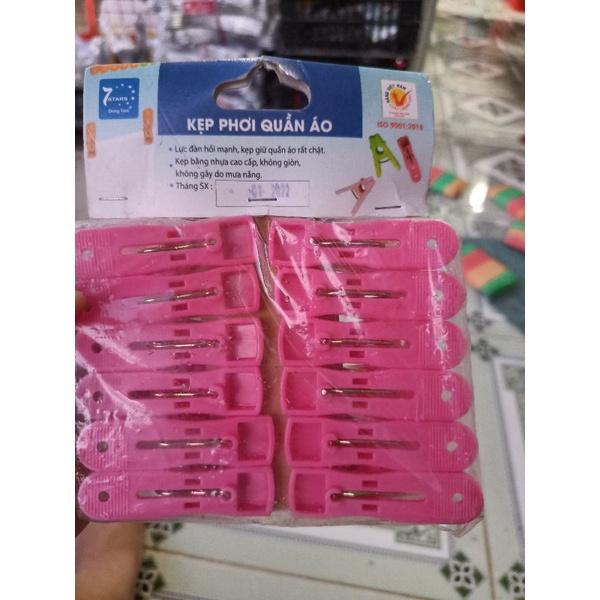 7
STARS
KẸP PHƠI QUẦN ÁO
ISO 9001:2015
• Lực đàn hồi mạnh, kẹp giữ quần áo rất chặt.
• Kẹp bằng nhựa cao cấp, không giòn,
không gãy do mưa nắng.
• Tháng SX :
2022